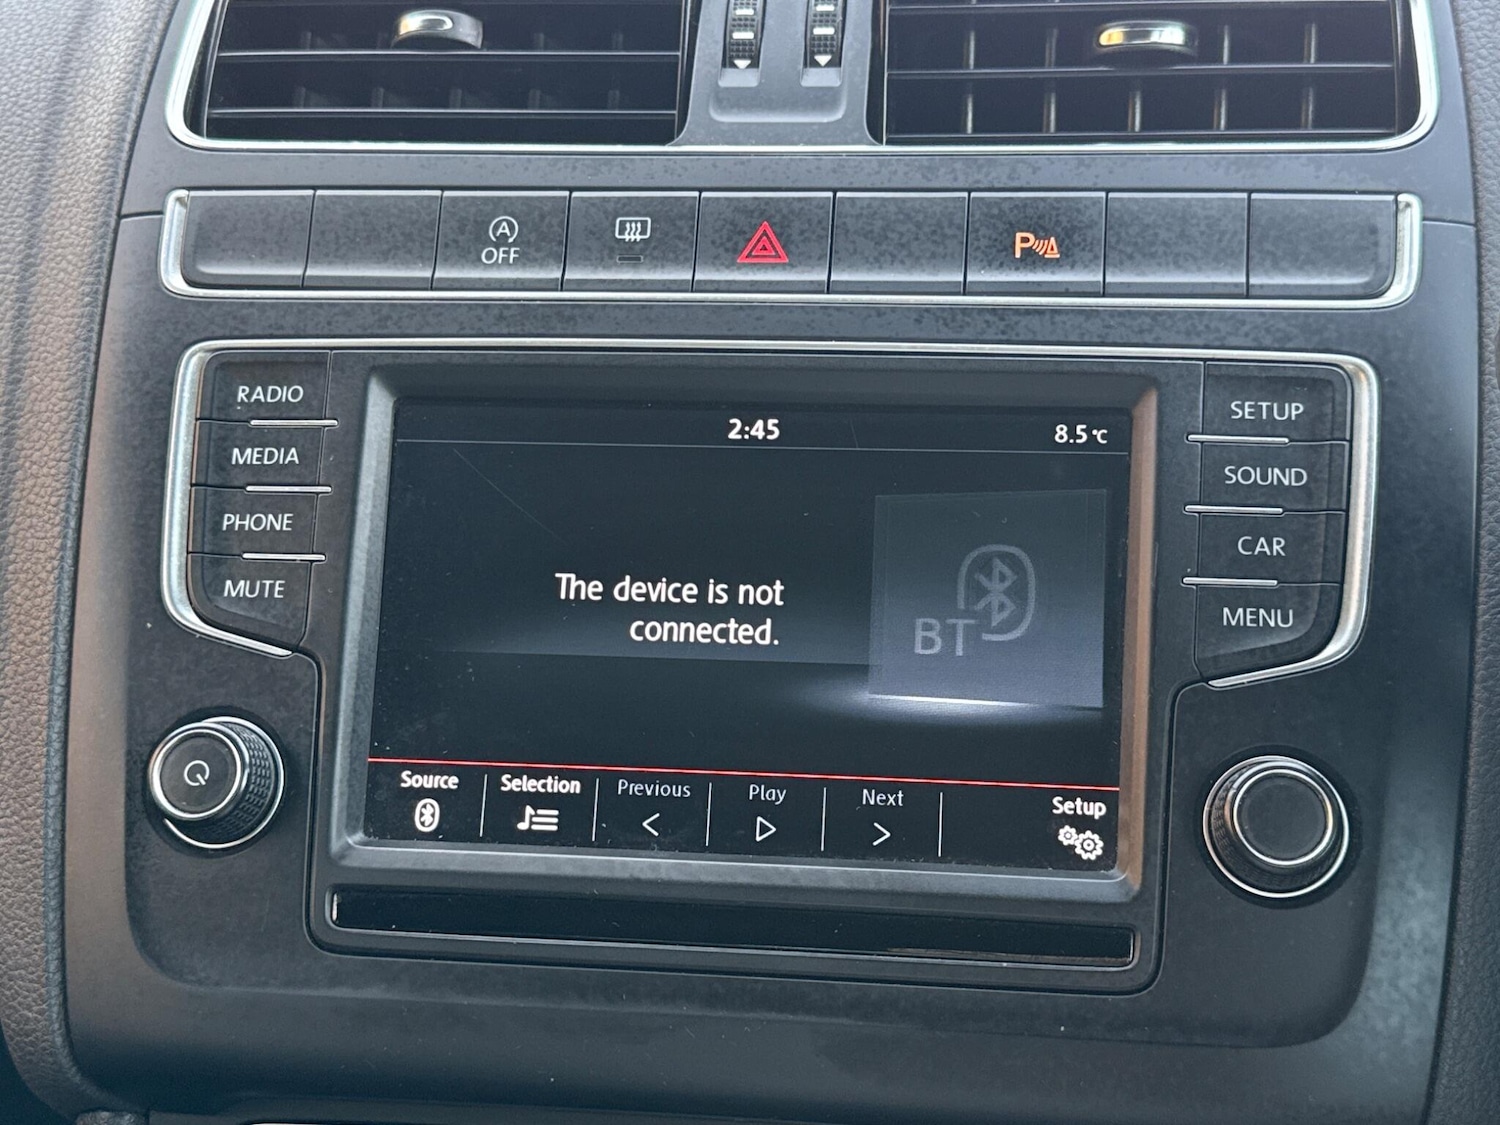 A
OFF
P
RADIO
MEDIA
PHONE
MUTE
2:45
8.5°C
The device is not
connected.
BT
Source
Selection
Previous
Play
Next
Setup
SETUP
SOUND
CAR
MENU